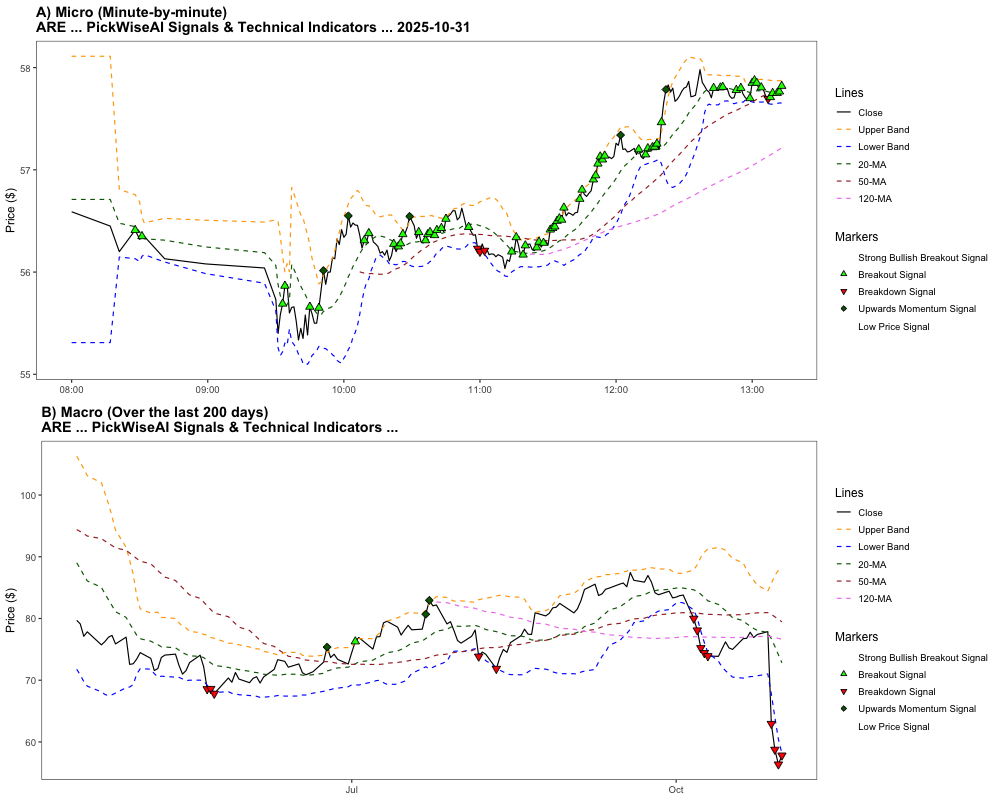 A) Micro (Minute-by-minute)
ARE ... PickWiseAI Signals & Technical Indicators ... 2025-10-31
Price ($)
58
57
56
55
08:00
09:00
10:00
11:00
12:00
13:00
Lines
Close
Upper Band
Lower Band
20-MA
50-MA
120-MA
Markers
Strong Bullish Breakout Signal
Breakout Signal
Breakdown Signal
Upwards Momentum Signal
Low Price Signal
B) Macro (Over the last 200 days)
ARE ... PickWiseAI Signals & Technical Indicators ...
Price ($)
100
90
80
70
60
Jul
Oct
Lines
Close
Upper Band
Lower Band
20-MA
50-MA
120-MA
Markers
Strong Bullish Breakout Signal
Breakout Signal
Breakdown Signal
Upwards Momentum Signal
Low Price Signal